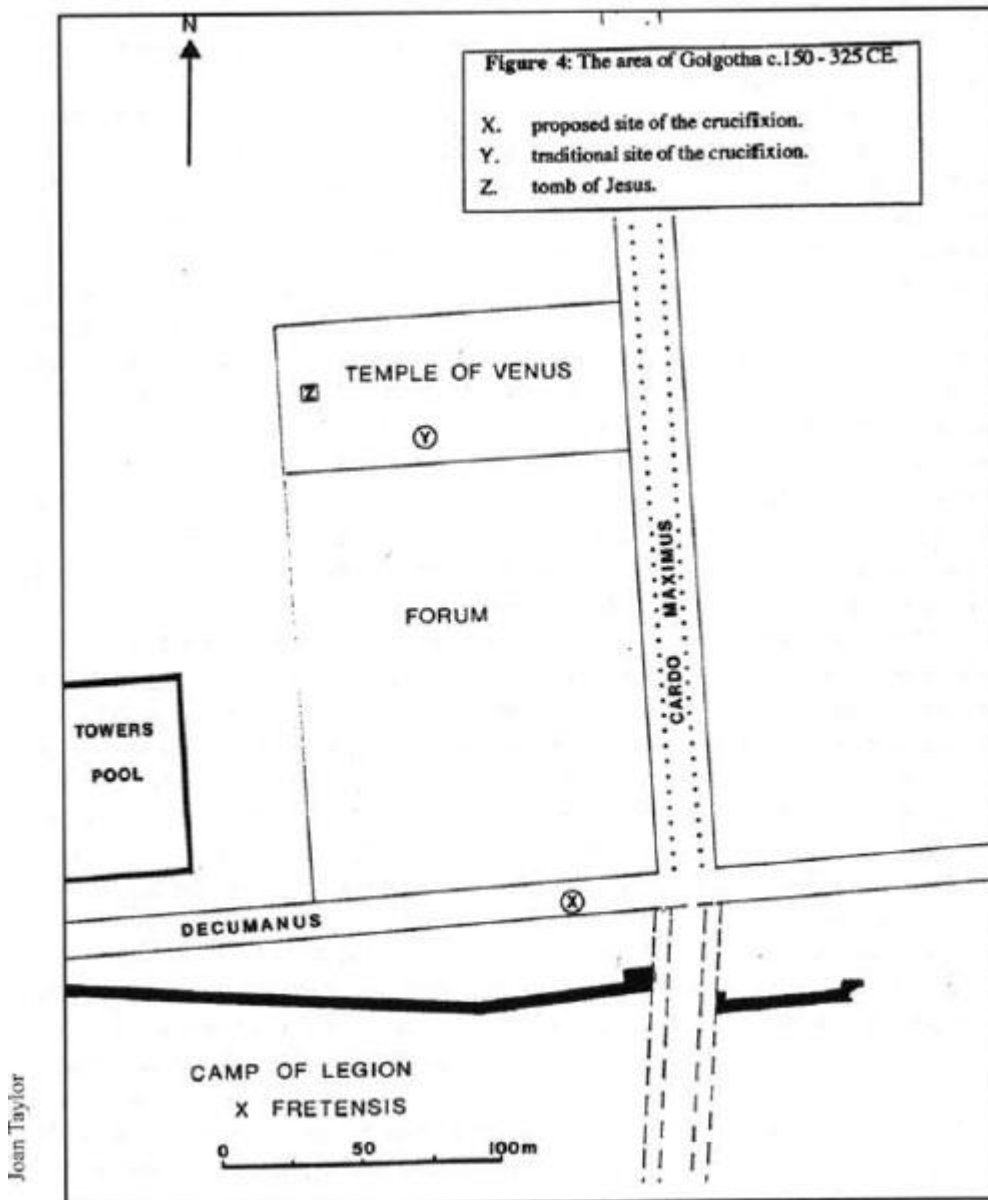 N
Figure 4: The area of Golgotha c.150 - 325 CE.
X. proposed site of the crucifixion.
Y. traditional site of the crucifixion.
Z. tomb of Jesus.
TEMPLE OF VENUS
Z
Y
CARDO MAXIMUS
FORUM
TOWERS
POOL
X
DECUMANUS
CAMP OF LEGION
X FRETENSIS
0 50 100m
Joan Taylor